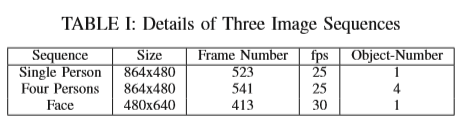 TABLE I: Details of Three Image Sequences
Sequence Size Frame Number fps Object-Number
Single Person 864x480 523 25 1
Four Persons 864x480 541 25 4
Face 480x640 413 30 1